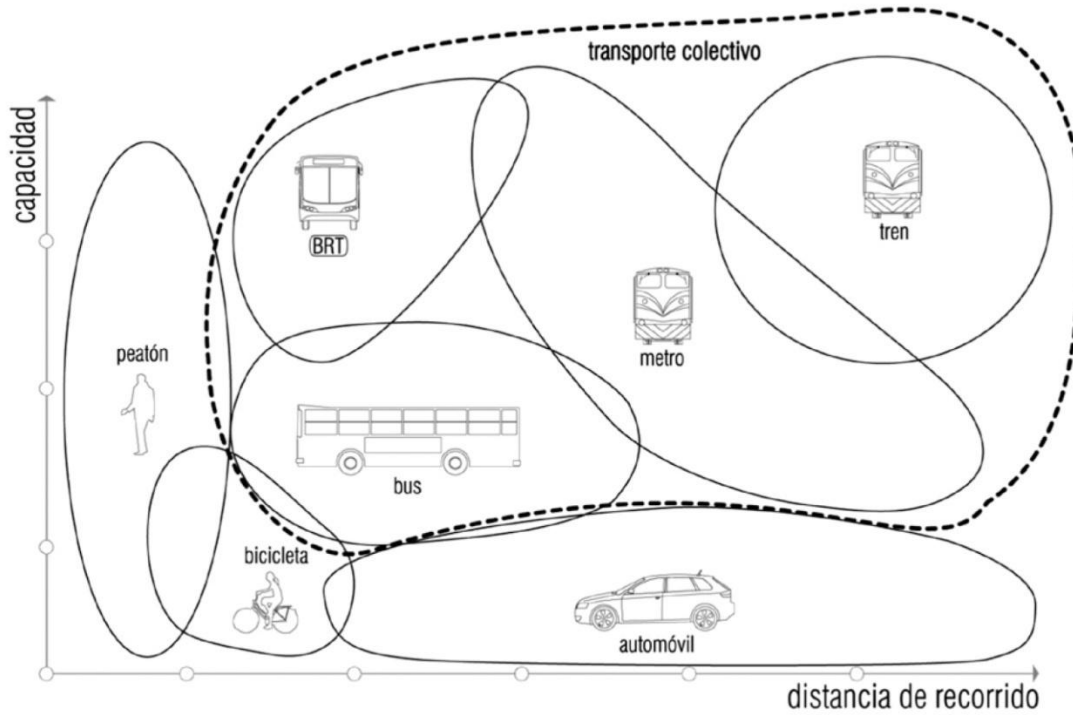 transporte colectivo
capacidad
BRT
tren
metro
peatón
bus
bicicleta
automóvil
distancia de recorrido